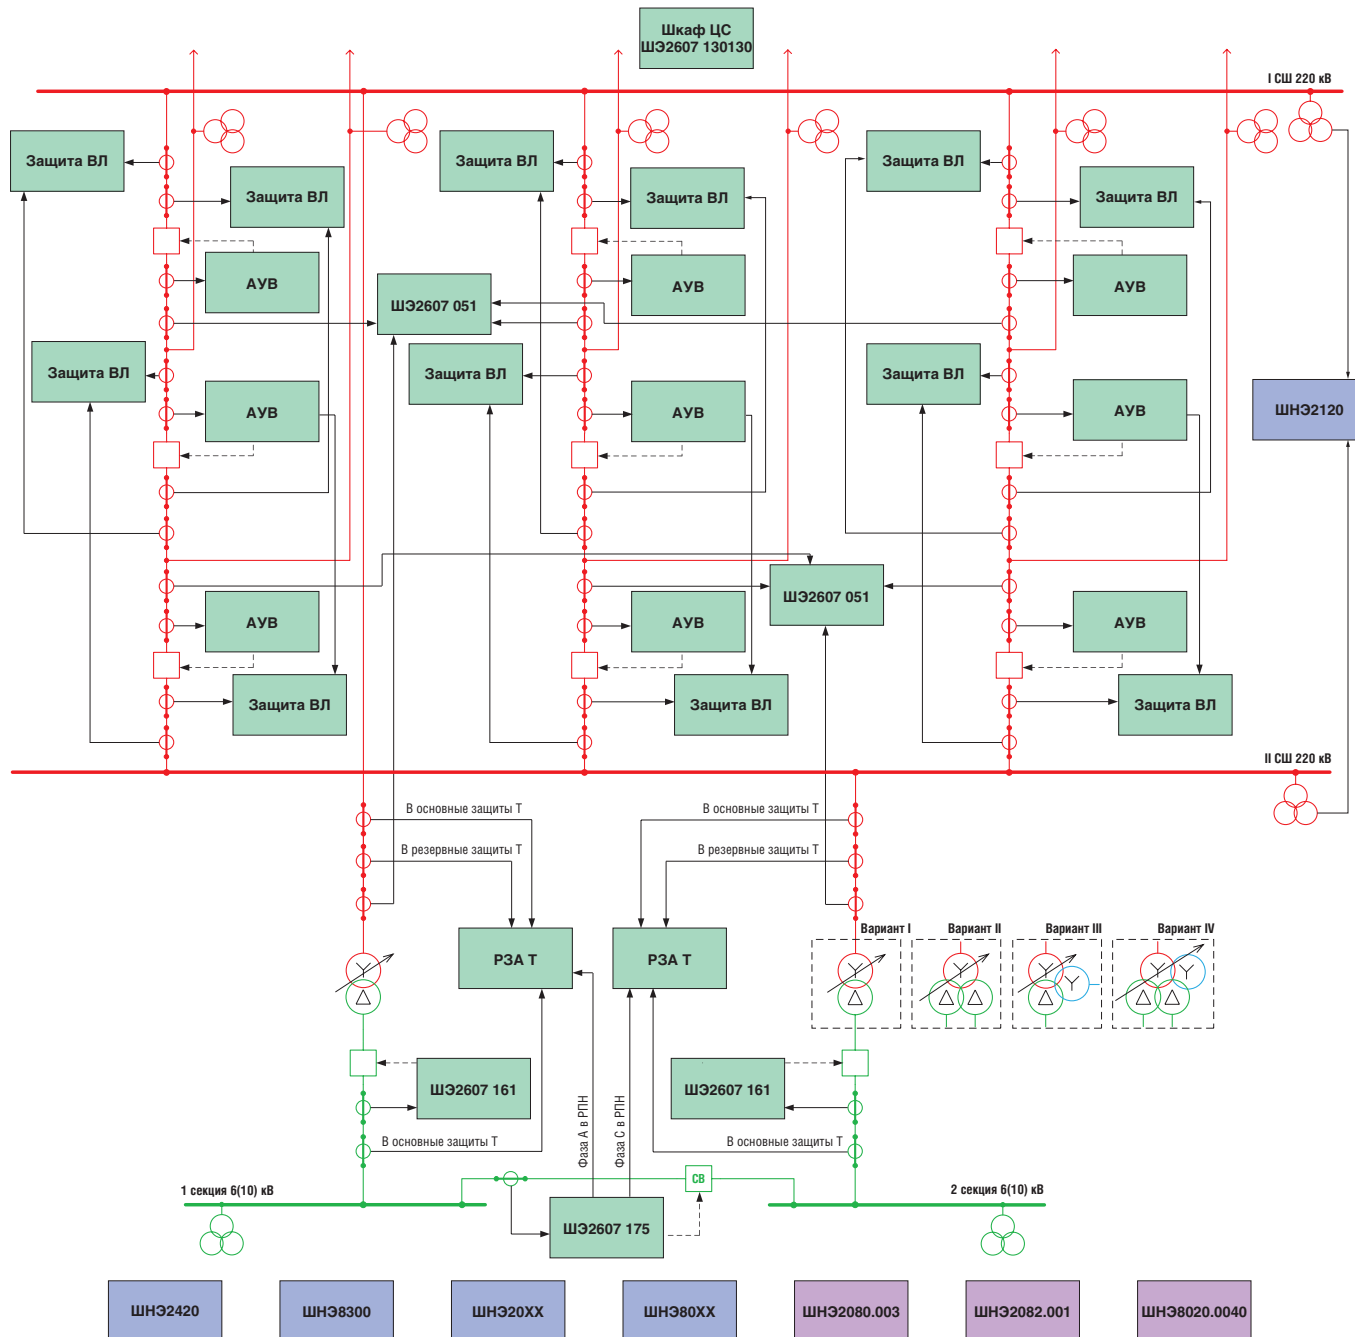 Шкаф ЦС
ШЭ2607 130130
I СШ 220 кВ
Защита ВЛ
Защита ВЛ
Защита ВЛ
Защита ВЛ
Защита ВЛ
Защита ВЛ
АУВ
АУВ
АУВ
ШЭ2607 051
Защита ВЛ
Защита ВЛ
Защита ВЛ
АУВ
АУВ
АУВ
ШНЭ2120
ШЭ2607 051
АУВ
АУВ
АУВ
Защита ВЛ
Защита ВЛ
Защита ВЛ
II СШ 220 кВ
В основные защиты Т
В основные защиты Т
В резервные защиты Т
В резервные защиты Т
РЗА Т
РЗА Т
Вариант I
Вариант II
Вариант III
Вариант IV
ШЭ2607 161
ШЭ2607 161
Фаза А в РПН
Фаза С в РПН
В основные защиты Т
В основные защиты Т
1 секция 6(10) кВ
СВ
2 секция 6(10) кВ
ШЭ2607 175
ШНЭ2420
ШНЭ8300
ШНЭ20ХХ
ШНЭ80ХХ
ШНЭ2080.003
ШНЭ2082.001
ШНЭ8020.0040